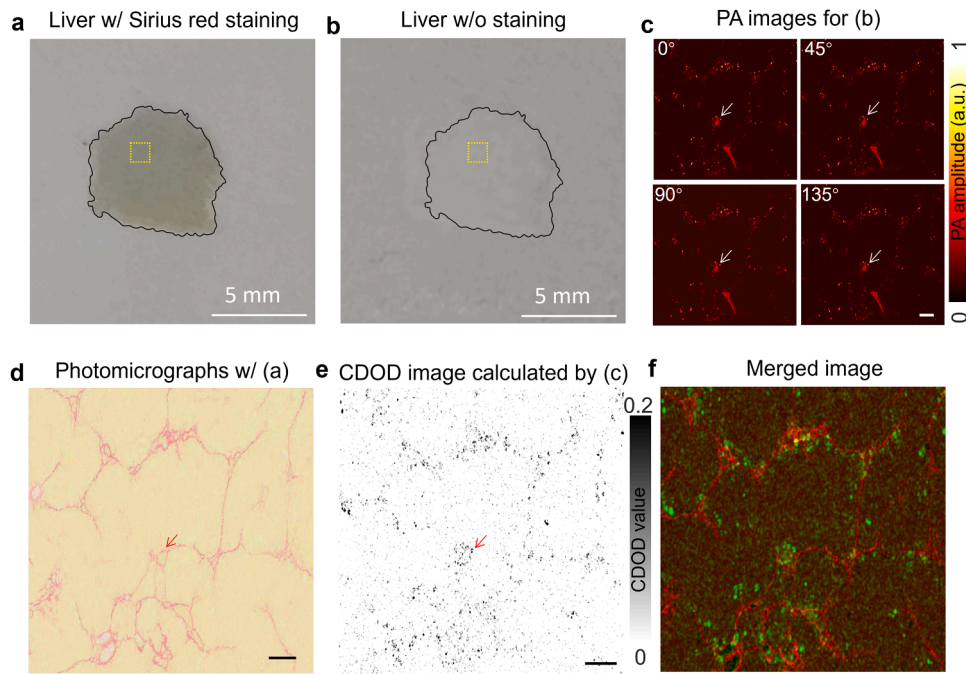 a Liver w/ Sirius red staining
5 mm
b Liver w/o staining
5 mm
c PA images for (b)
0°
45°
90°
135°
1
PA amplitude (a.u.)
0
d Photomicrographs w/ (a)
e CDOD image calculated by (c)
0.2
CDOD value
0
f Merged image